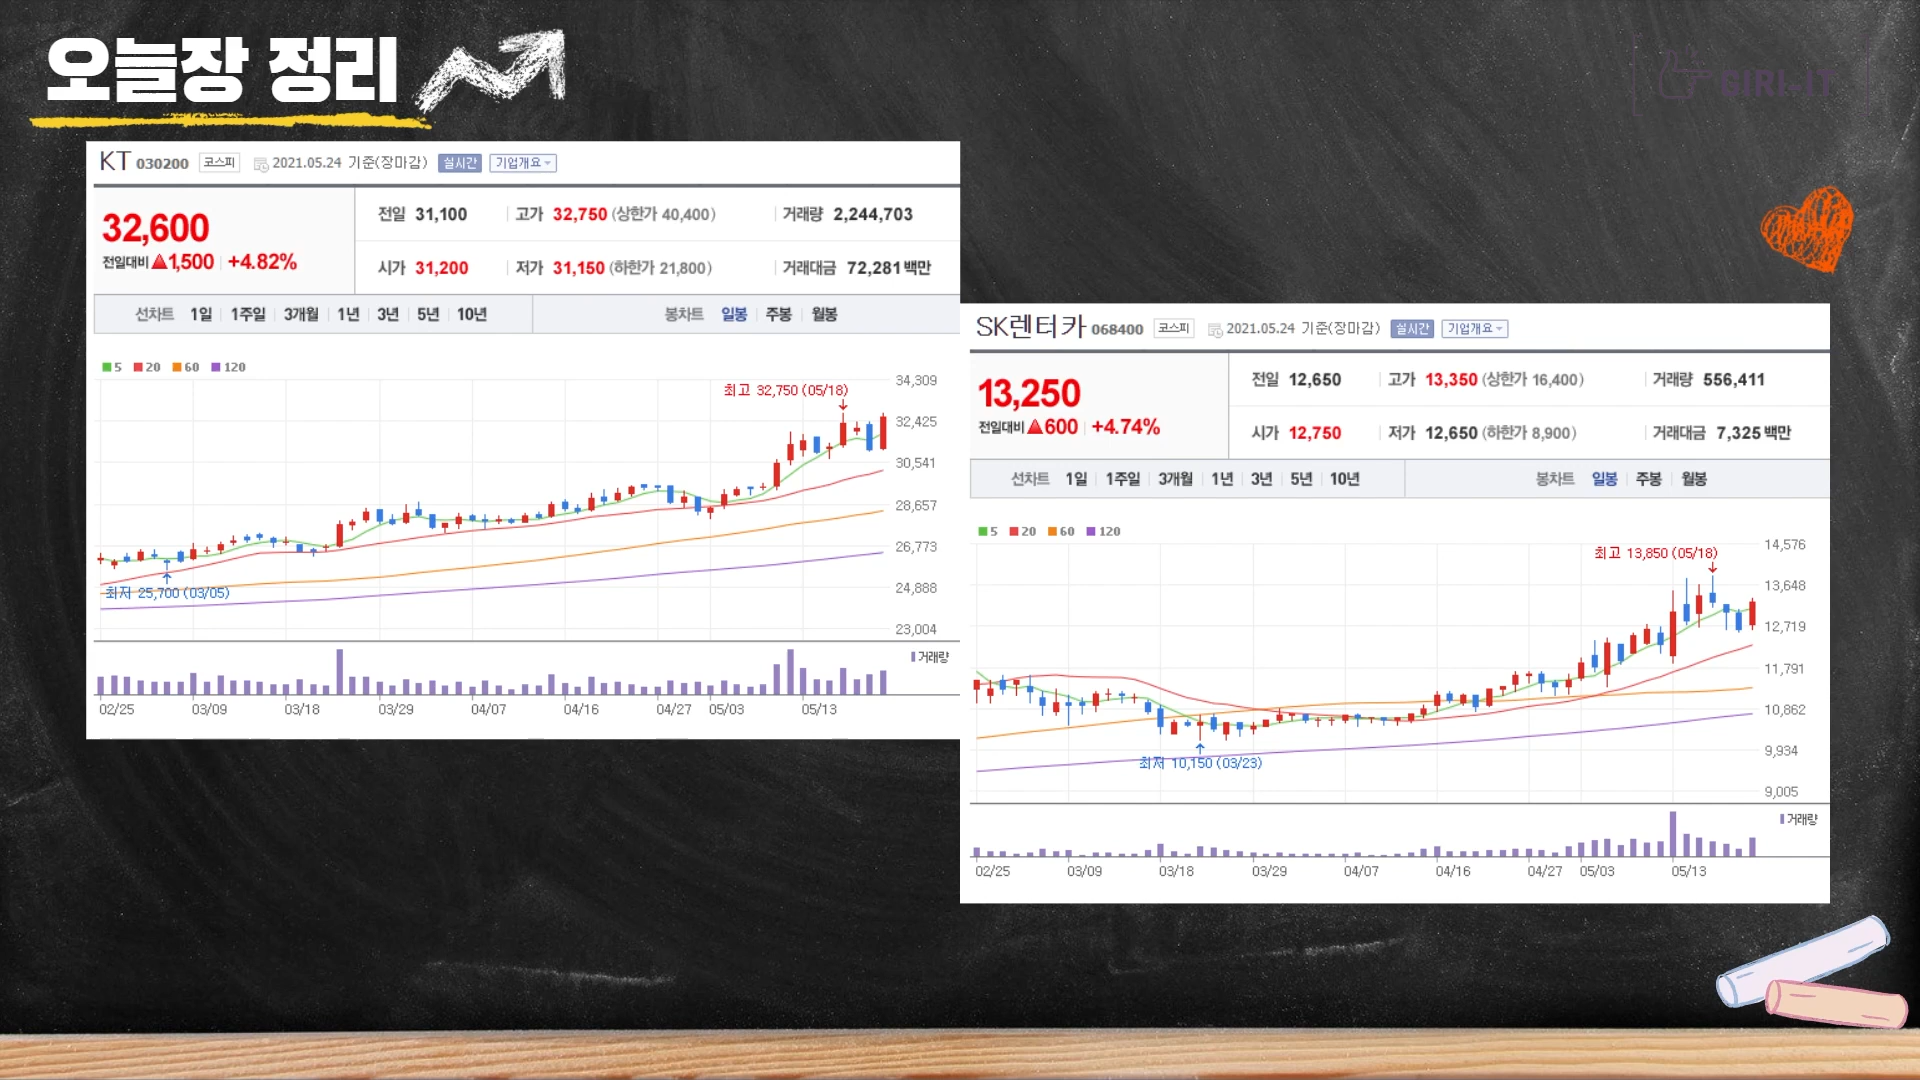 오늘장 정리
GIRI-IT
KT 030200 코스피 2021.05.24 기준(장마감) 실시간 기업개요
32,600
전일대비 ▲1,500 +4.82%
전일 31,100 고가 32,750 (상한가 40,400) 거래량 2,244,703
시가 31,200 저가 31,150 (하한가 21,800) 거래대금 72,281 백만
선차트 1일 1주일 3개월 1년 3년 5년 10년 봉차트 일봉 주봉 월봉
5 20 60 120
최고 32,750 (05/18)
최저 25,700 (03/05)
34,309
32,425
30,541
28,657
26,773
24,888
23,004
거래량
02/25 03/09 03/18 03/29 04/07 04/16 04/27 05/03 05/13
SK렌터카 068400 코스피 2021.05.24 기준(장마감) 실시간 기업개요
13,250
전일대비 ▲600 +4.74%
전일 12,650 고가 13,350 (상한가 16,400) 거래량 556,411
시가 12,750 저가 12,650 (하한가 8,900) 거래대금 7,325 백만
선차트 1일 1주일 3개월 1년 3년 5년 10년 봉차트 일봉 주봉 월봉
5 20 60 120
최고 13,850 (05/18)
최저 10,150 (03/23)
14,576
13,648
12,719
11,791
10,862
9,934
9,005
거래량
02/25 03/09 03/18 03/29 04/07 04/16 04/27 05/03 05/13